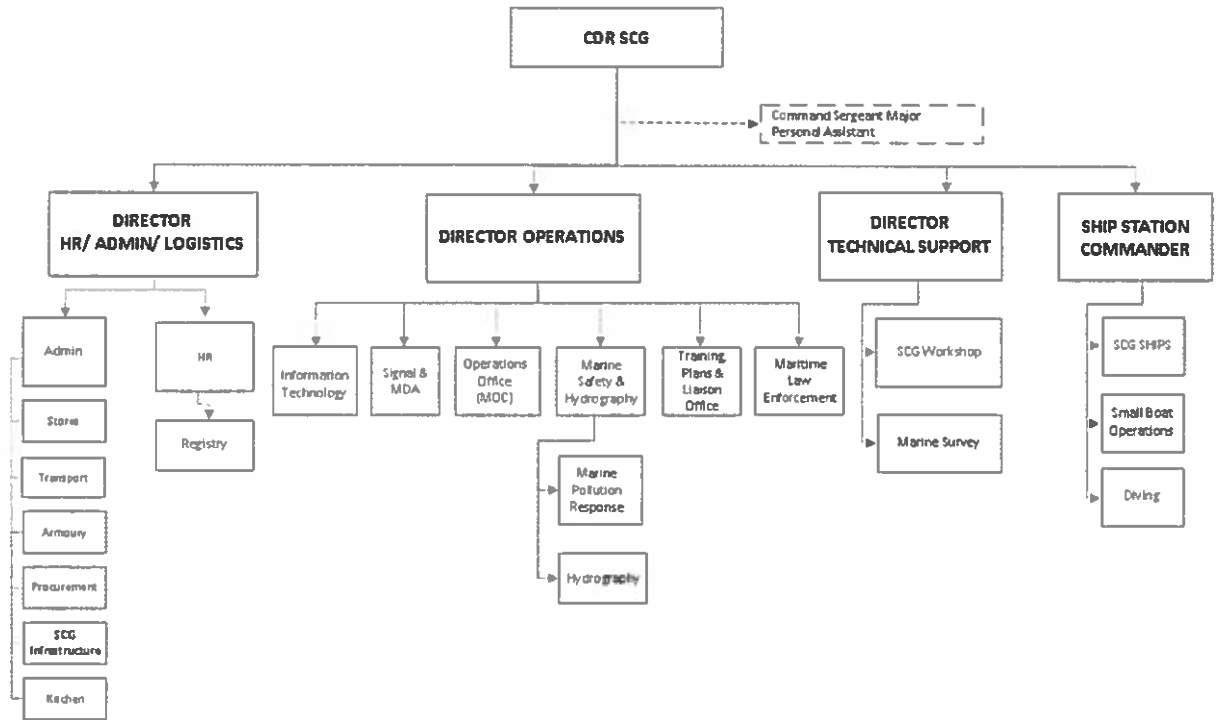 CDR SCG
Command Sergeant Major
Personal Assistant
DIRECTOR
HR/ ADMIN/ LOGISTICS
DIRECTOR OPERATIONS
DIRECTOR
TECHNICAL SUPPORT
SHIP STATION
COMMANDER
Admin
HR
Information
Technology
Signal &
MDA
Operations
Office
(MOC)
Marine
Safety &
Hydrography
Training,
Plans &
Liaison
Office
Maritime
Law
Enforcement
SCG Workshop
SCG SHIPS
Stores
Registry
Small Boat
Operations
Marine Survey
Transport
Marine
Pollution
Response
Diving
Armoury
Procurement
Hydrography
SCG
Infrastructure
Kitchen